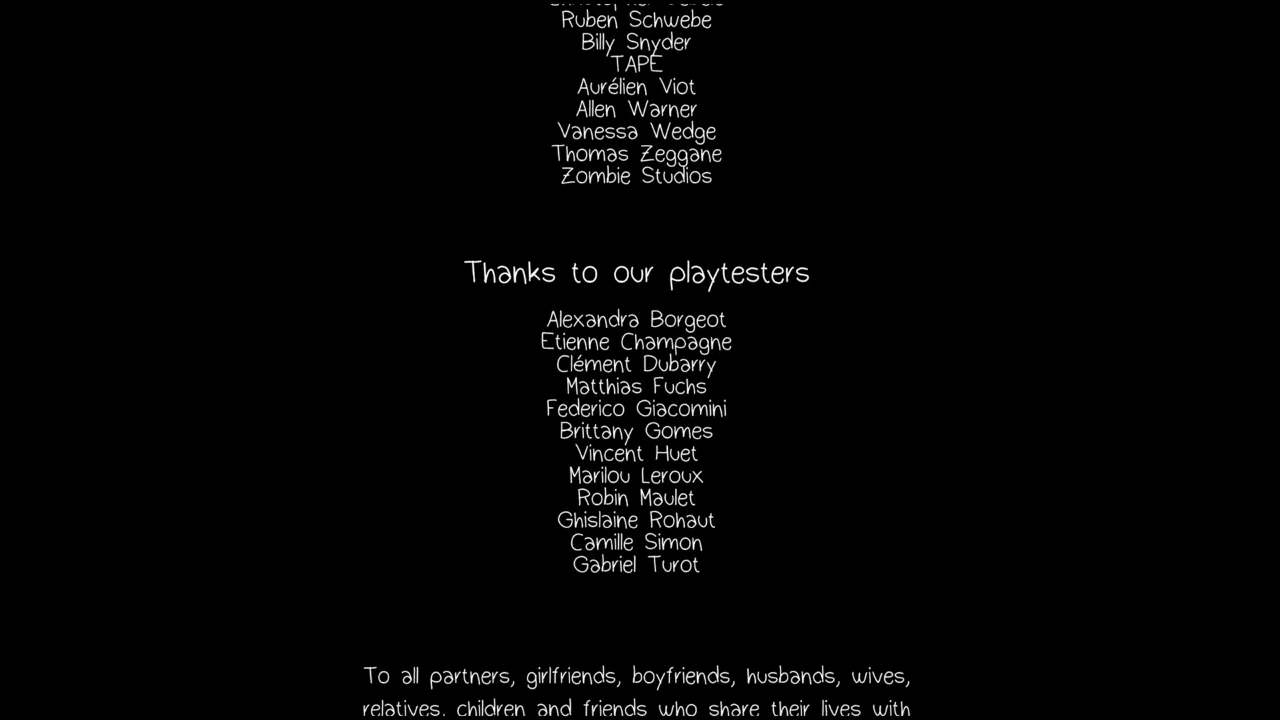 Ruben Schwebe
Billy Snyder
TAPE
Aurélien Viot
Allen Warner
Vanessa Wedge
Thomas Zeggane
Zombie Studios
Thanks to our playtesters
Alexandra Borgeot
Etienne Champagne
Clément Dubarry
Matthias Fuchs
Federico Giacomini
Brittany Gomes
Vincent Huet
Marilou Leroux
Robin Maulet
Ghislaine Rohaut
Camille Simon
Gabriel Turot
To all partners, girlfriends, boyfriends, husbands, wives,
relatives, children and friends who share their lives with